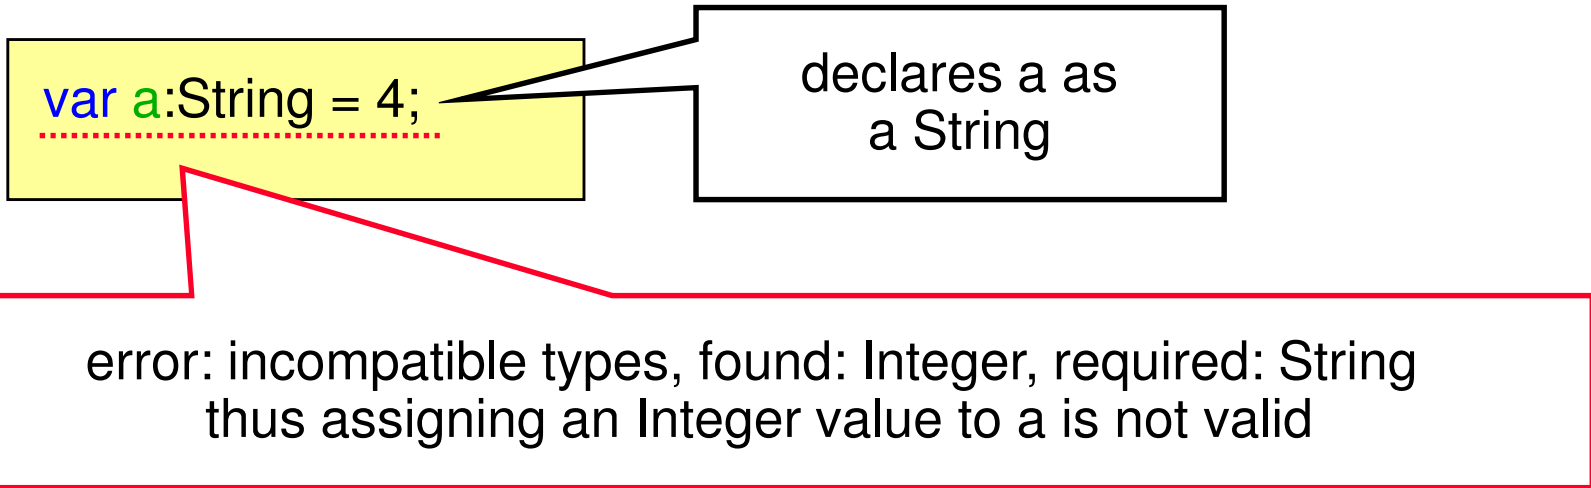 var a:String = 4;
declares a as
a String
error: incompatible types, found: Integer, required: String
thus assigning an Integer value to a is not valid